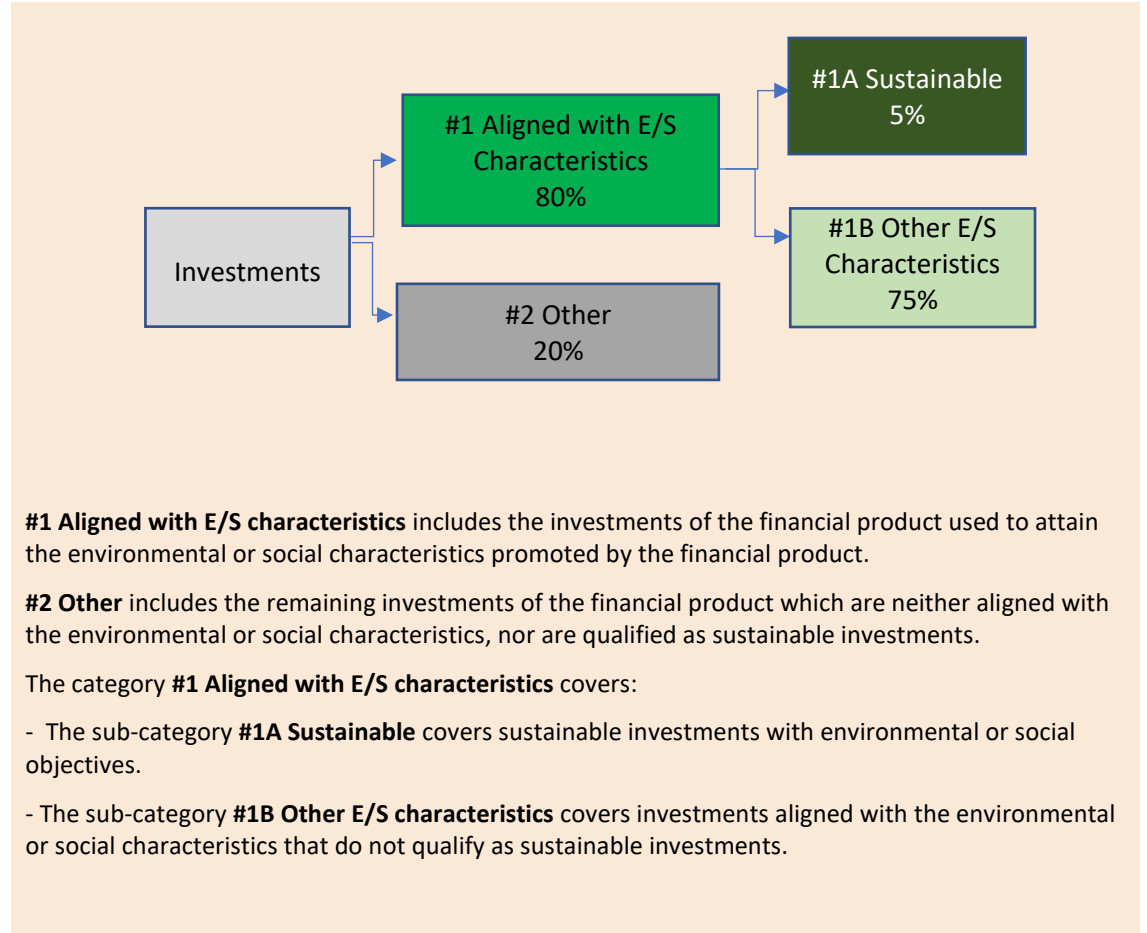 #1A Sustainable
5%
#1 Aligned with E/S
Characteristics
80%
#1B Other E/S
Characteristics
75%
Investments
#2 Other
20%
#1 Aligned with E/S characteristics includes the investments of the financial product used to attain
the environmental or social characteristics promoted by the financial product.
#2 Other includes the remaining investments of the financial product which are neither aligned with
the environmental or social characteristics, nor are qualified as sustainable investments.
The category #1 Aligned with E/S characteristics covers:
- The sub-category #1A Sustainable covers sustainable investments with environmental or social
objectives.
- The sub-category #1B Other E/S characteristics covers investments aligned with the environmental
or social characteristics that do not qualify as sustainable investments.